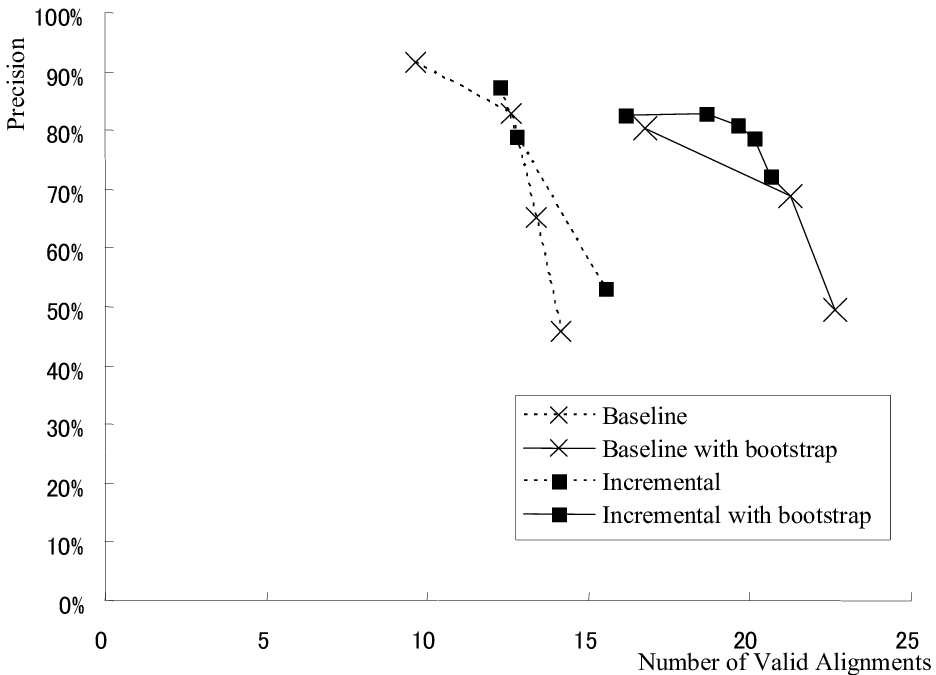 Precision
100%
90%
80%
70%
60%
50%
40%
30%
20%
10%
0%
0 5 10 15 20 25
Number of Valid Alignments
Baseline
Baseline with bootstrap
Incremental
Incremental with bootstrap